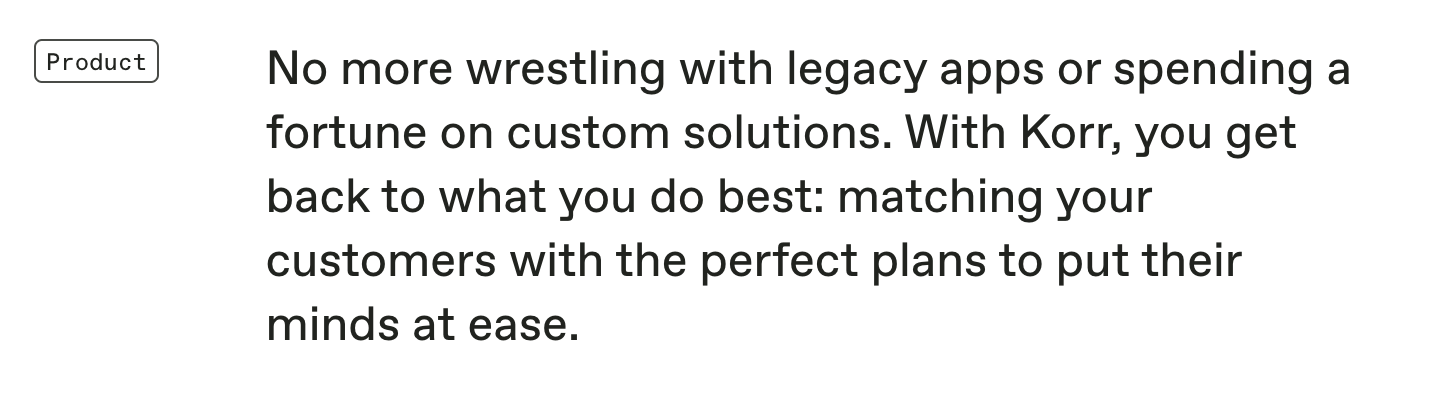 Product
No more wrestling with legacy apps or spending a
fortune on custom solutions. With Korr, you get
back to what you do best: matching your
customers with the perfect plans to put their
minds at ease.